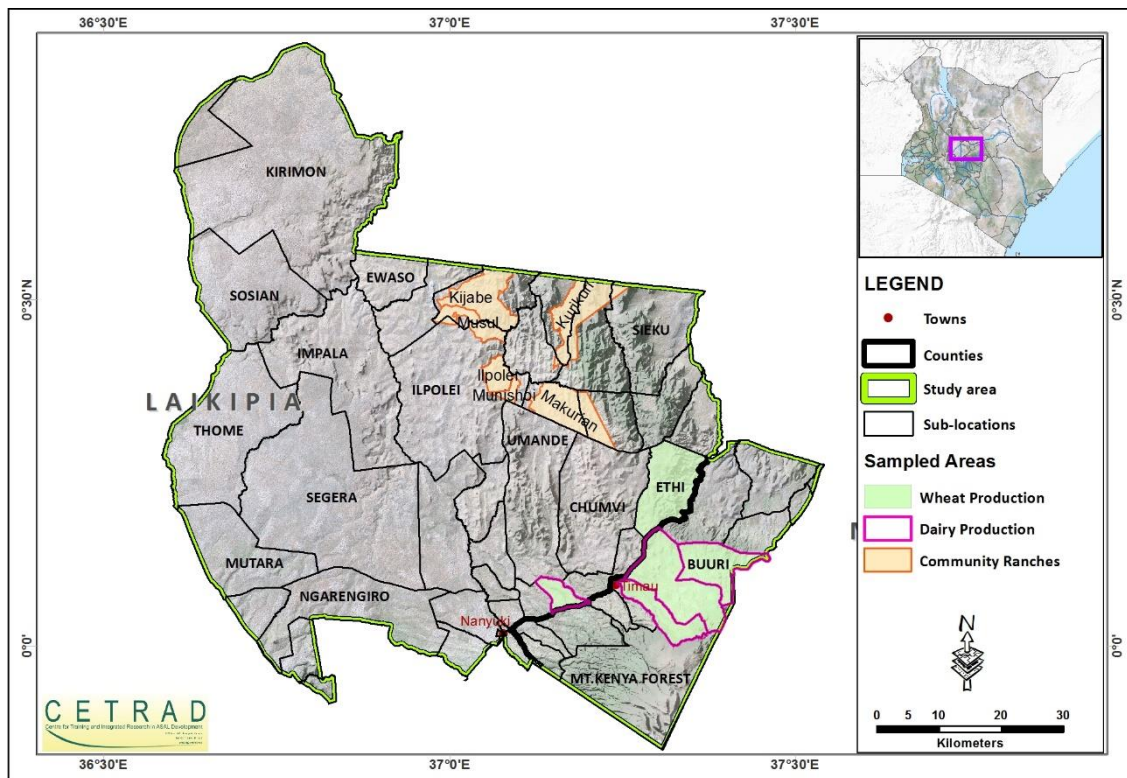 36°30'E
37°0'E
37°30'E
0°30'N
0°30'N
0°0'
0°0'
KIRIMON
SOSIAN
EWASO
Kijabe
Musul
Kurikuri
SIEKU
IMPALA
ILPOLEI
Ilpolei
Munishoi
Makurian
LAIKIPIA
THOME
UMANDE
SEGERA
CHUMVI
ETHI
MUTARA
BUURI
NGARENGIRO
Timau
Nanyuki
MT.KENYA FOREST
LEGEND
Towns
Counties
Study area
Sub-locations
Sampled Areas
Wheat Production
Dairy Production
Community Ranches
N
0 5 10 20 30
Kilometers
CETRAD
Centre for Training and Integrated Research in ASAL Development
36°30'E
37°0'E
37°30'E